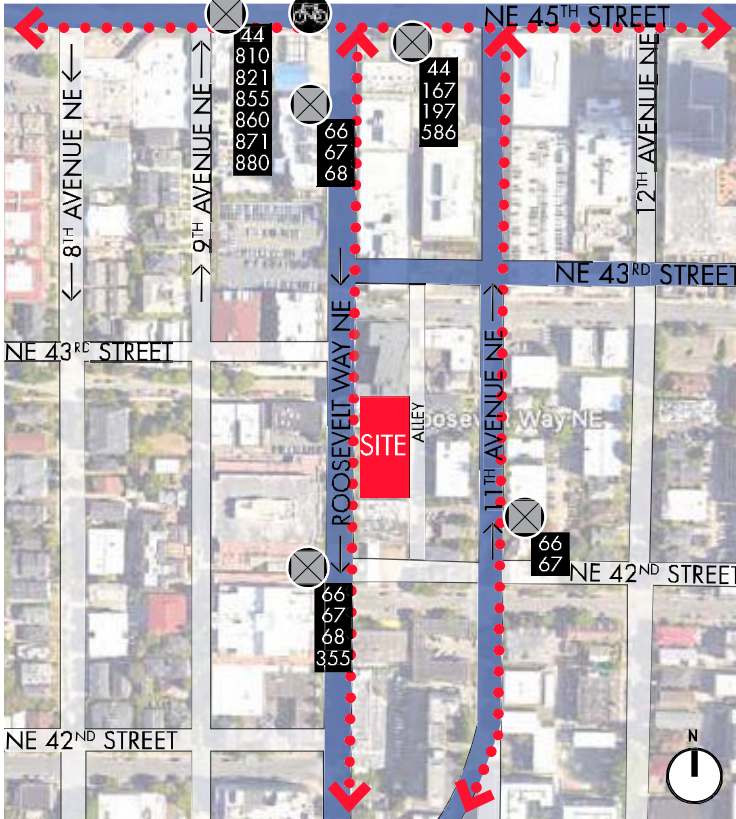 NE 45TH STREET
44
810
821
855
860
871
880
44
167
197
586
66
67
68
8TH AVENUE NE
9TH AVENUE NE
12TH AVENUE NE
NE 43RD STREET
NE 43RD STREET
ROOSEVELT WAY NE
11TH AVENUE NE
SITE
ALLEY
Way NE
66
67
NE 42ND STREET
66
67
68
355
NE 42ND STREET
N